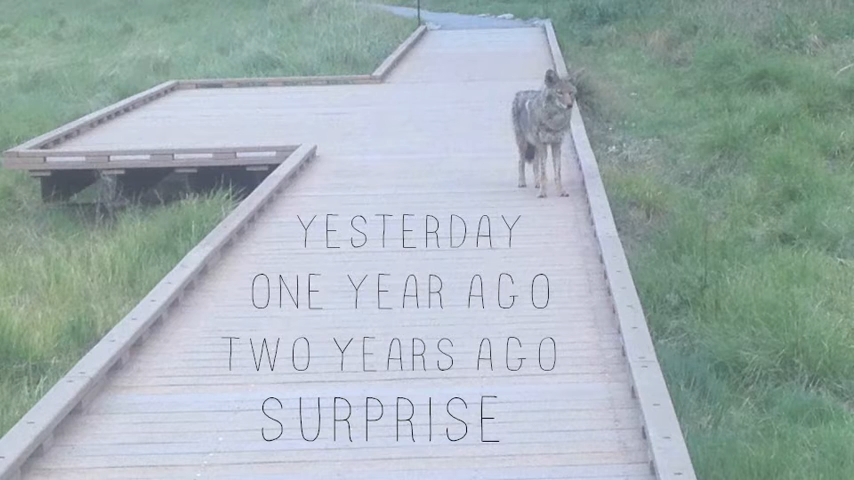 YESTERDAY
ONE YEAR AGO
TWO YEARS AGO
SURPRISE